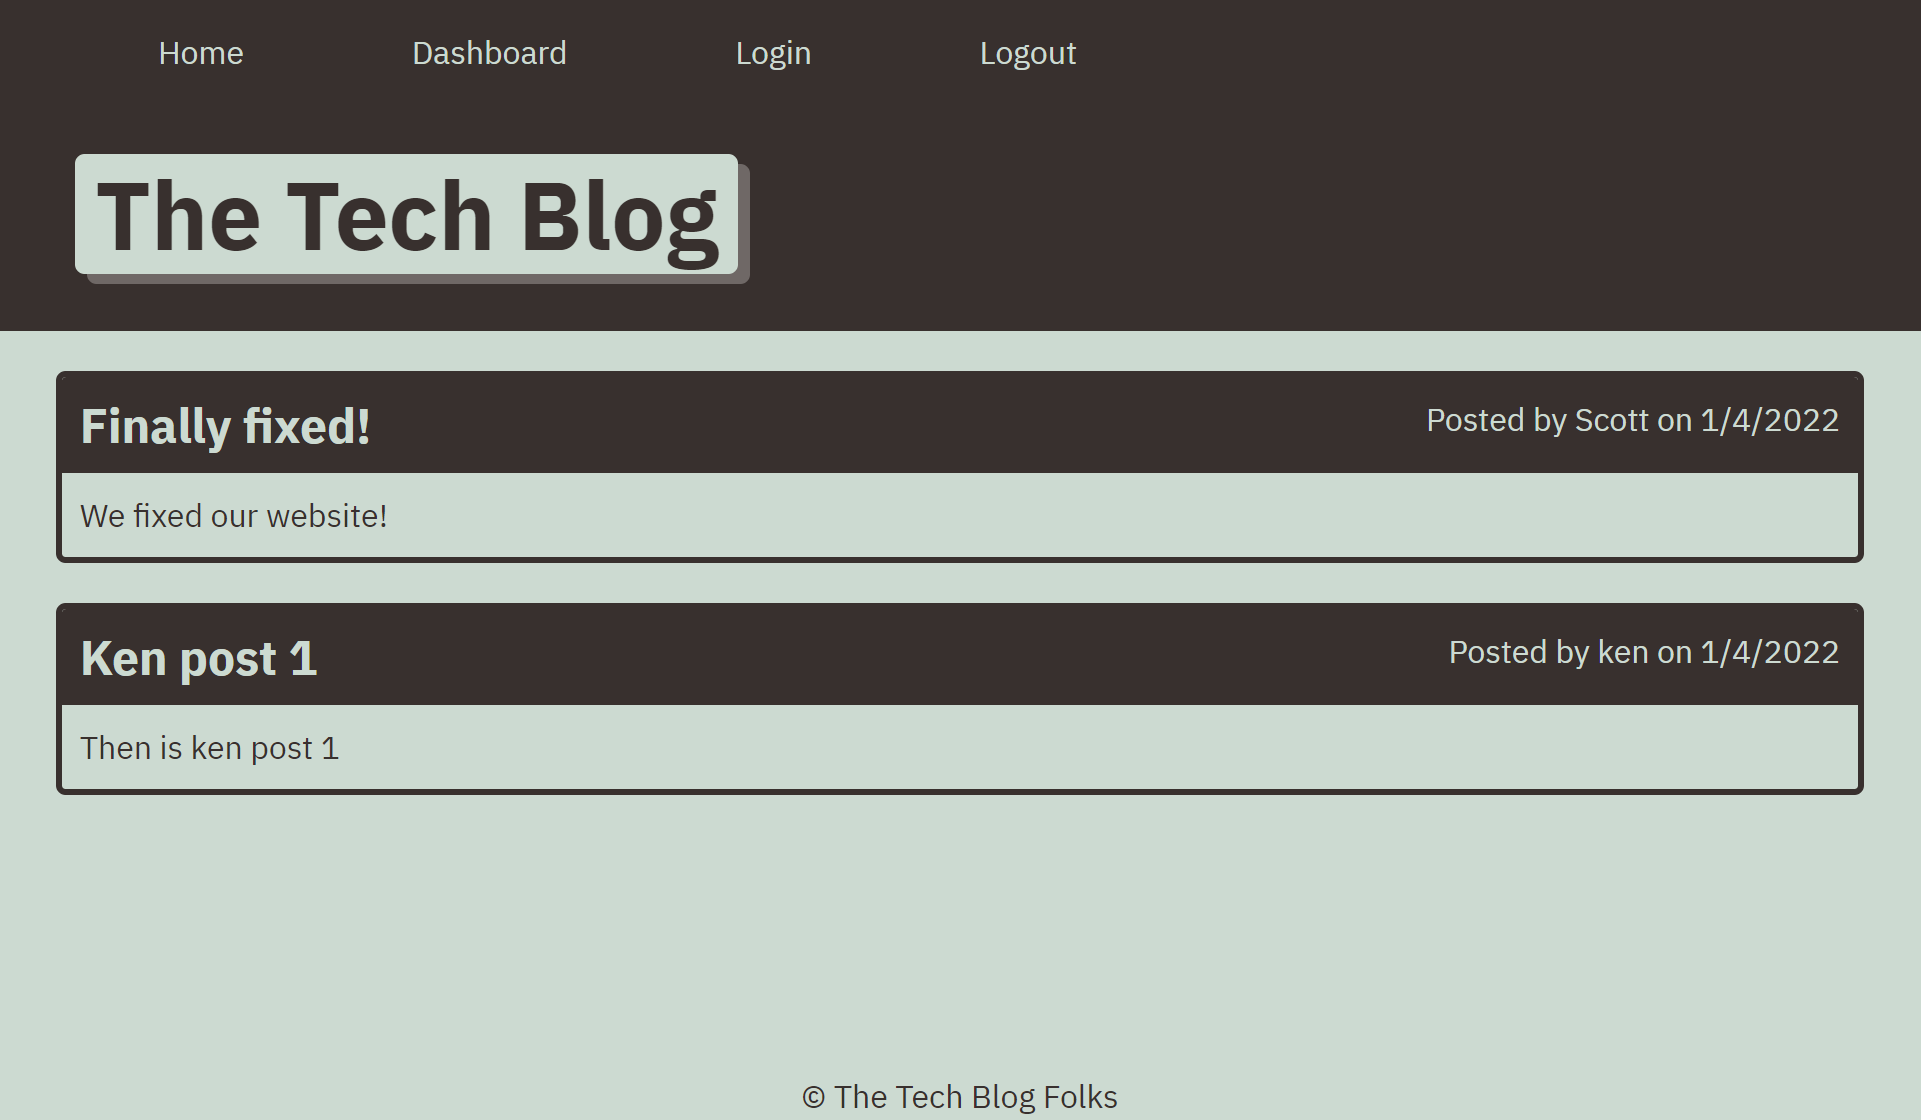 Home Dashboard Login Logout
The Tech Blog
Finally fixed! Posted by Scott on 1/4/2022
We fixed our website!
Ken post 1 Posted by ken on 1/4/2022
Then is ken post 1
© The Tech Blog Folks